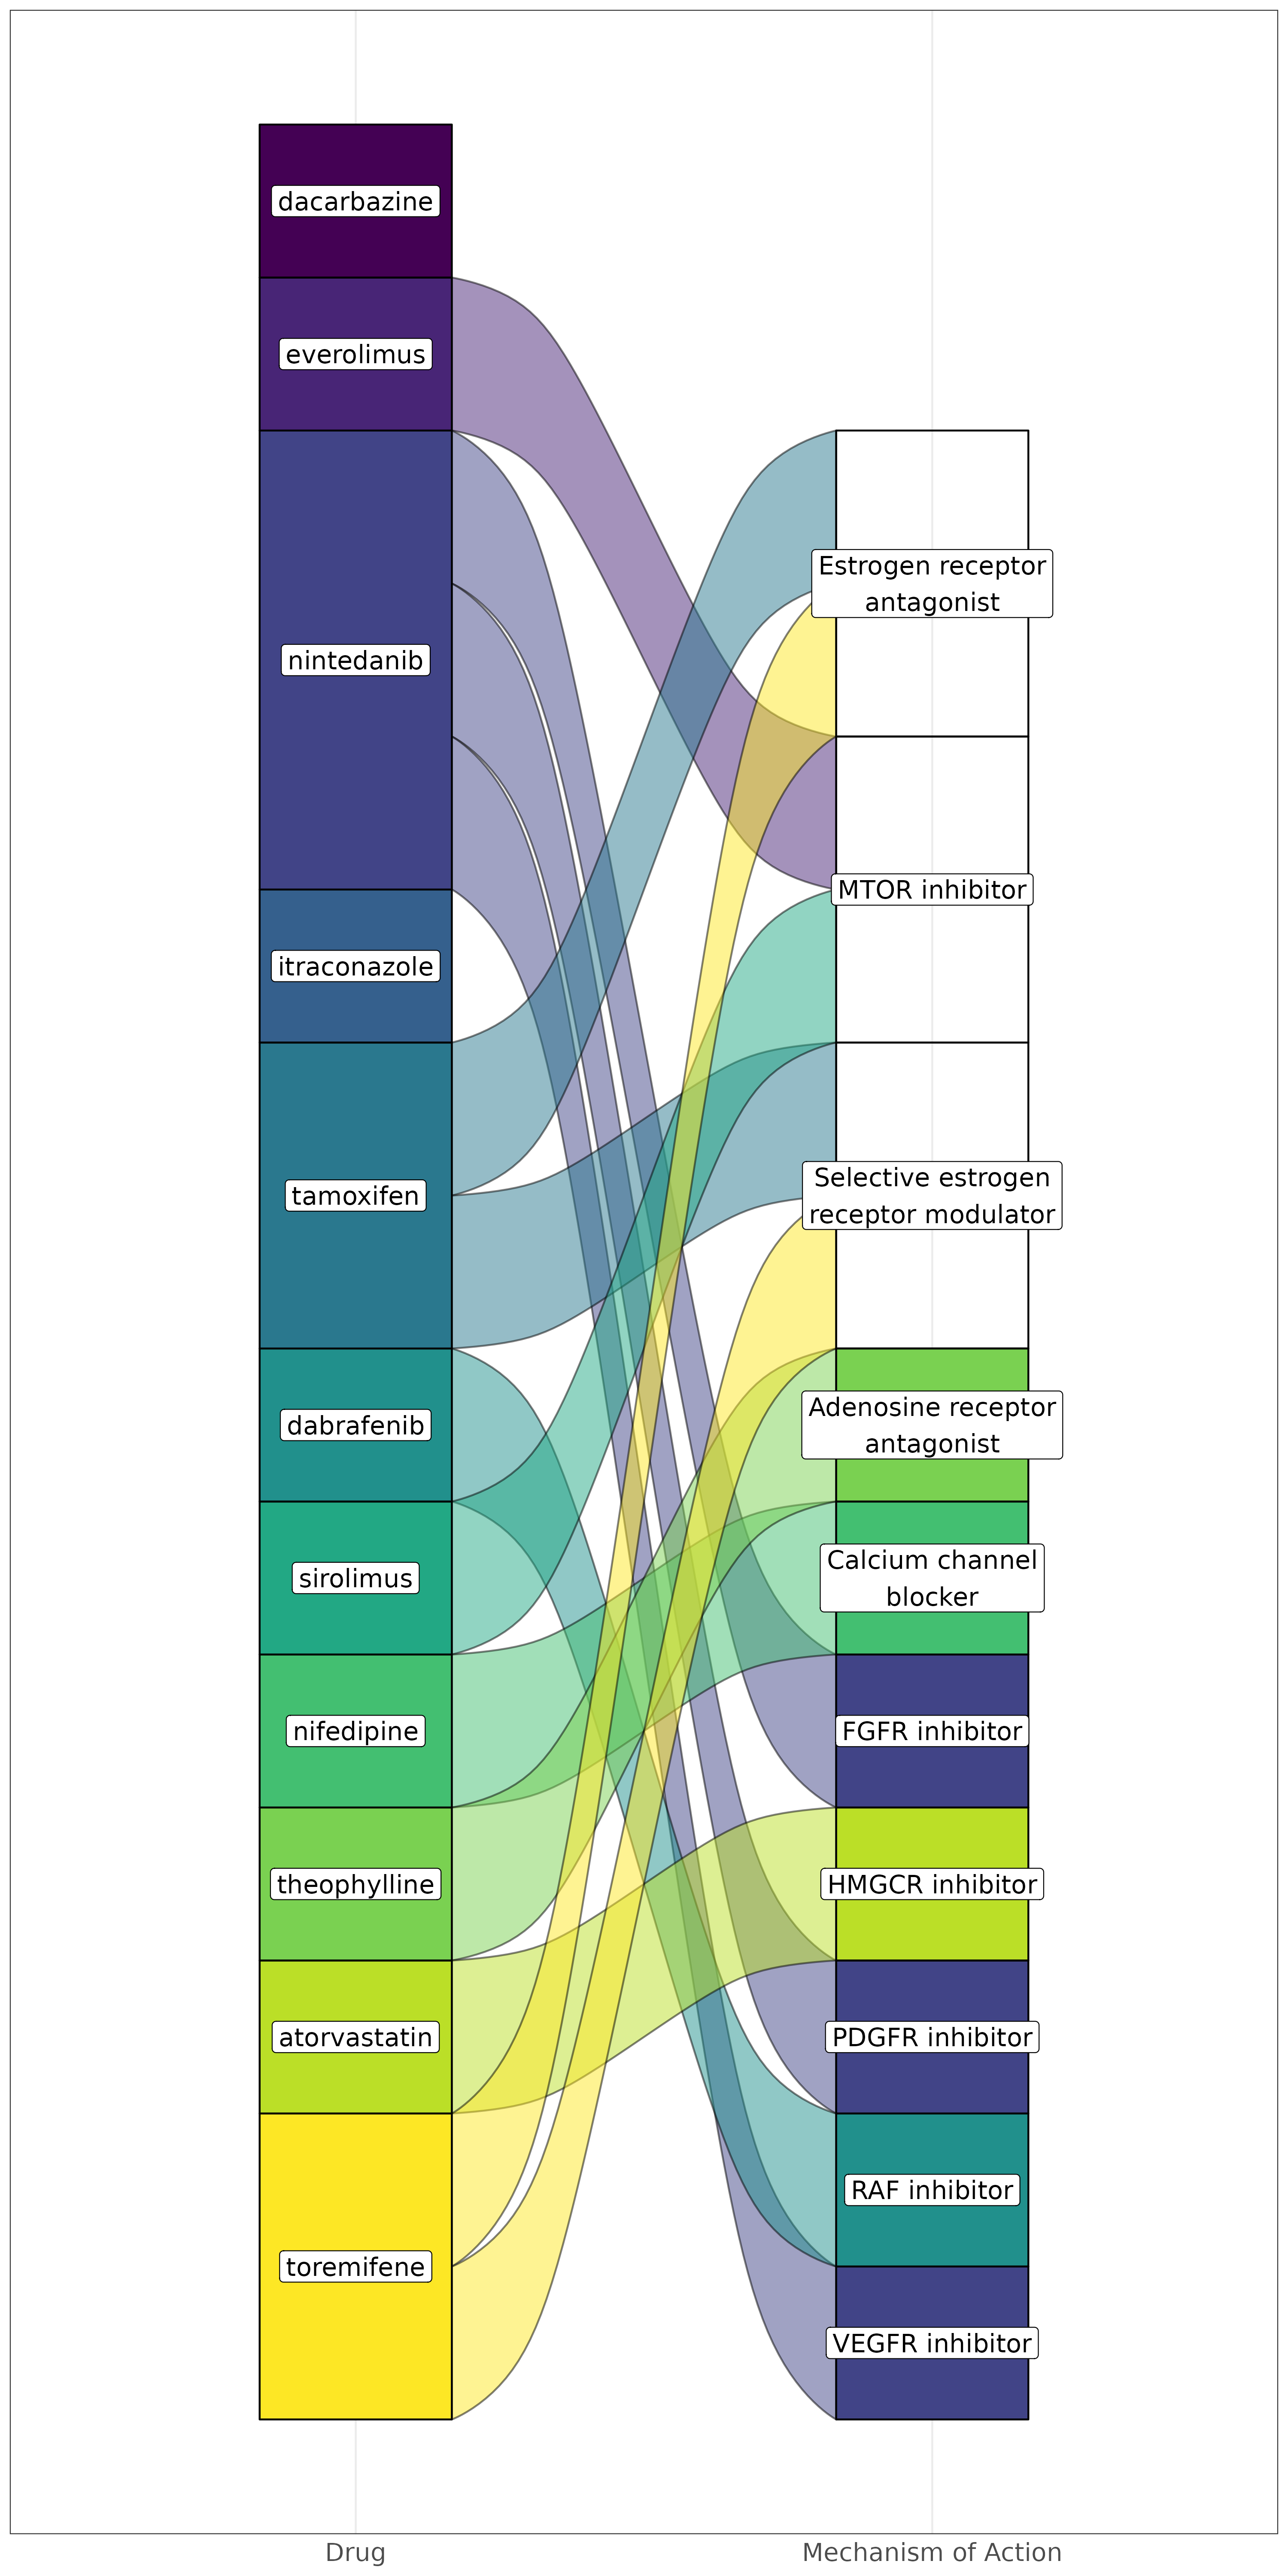 dacarbazine
everolimus
nintedanib
itraconazole
tamoxifen
dabrafenib
sirolimus
nifedipine
theophylline
atorvastatin
toremifene
Estrogen receptor
antagonist
MTOR inhibitor
Selective estrogen
receptor modulator
Adenosine receptor
antagonist
Calcium channel
blocker
FGFR inhibitor
HMGCR inhibitor
PDGFR inhibitor
RAF inhibitor
VEGFR inhibitor
Drug
Mechanism of Action